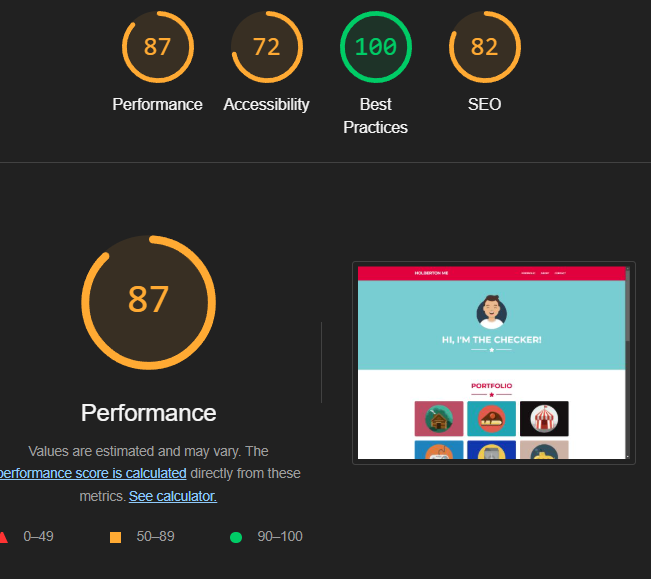 87
72
100
82
Performance
Accessibility
Best
Practices
SEO
87
HOLBERTON ME
HI, I'M THE CHECKER!
PORTFOLIO
Performance
Values are estimated and may vary. The
performance score is calculated directly from these
metrics. See calculator.
0–49
50–89
90–100